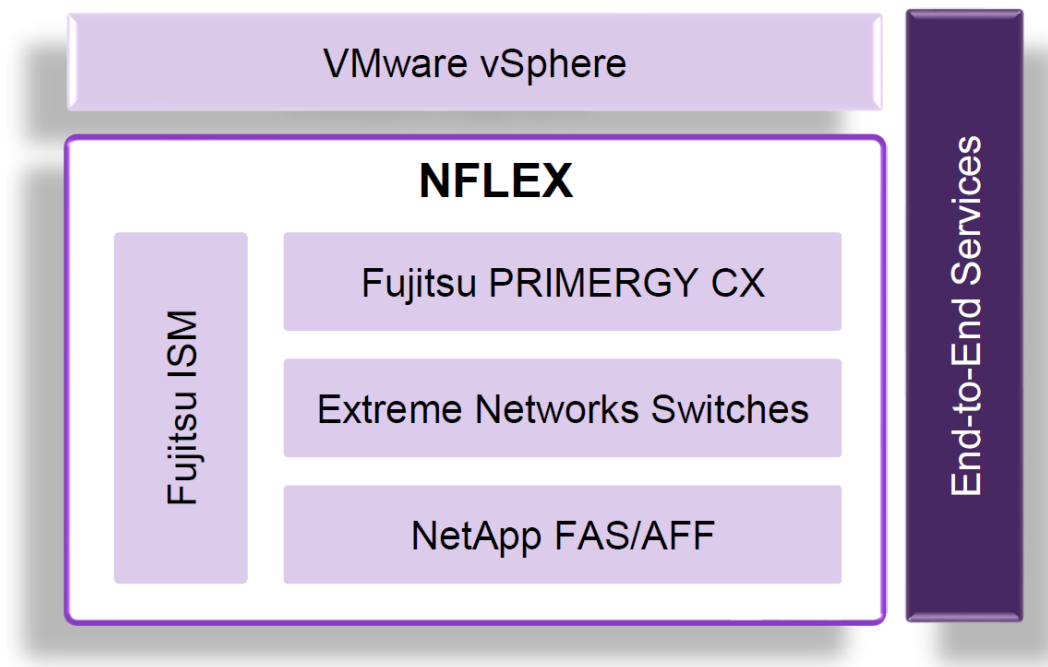 VMware vSphere
NFLEX
Fujitsu ISM
Fujitsu PRIMERGY CX
Extreme Networks Switches
NetApp FAS/AFF
End-to-End Services